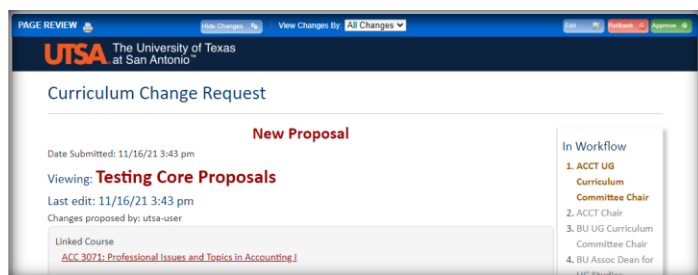 PAGE REVIEW
Hide Changes
View Changes By: All Changes
Edit
Rollback
Approve
UTSA The University of Texas
at San Antonio™
Curriculum Change Request
New Proposal
Date Submitted: 11/16/21 3:43 pm
Viewing: Testing Core Proposals
Last edit: 11/16/21 3:43 pm
Changes proposed by: utsa-user
Linked Course
ACC 3071: Professional Issues and Topics in Accounting I
In Workflow
1. ACCT UG
Curriculum
Committee Chair
2. ACCT Chair
3. BU UG Curriculum
Committee Chair
4. BU Assoc Dean for
UG Studies